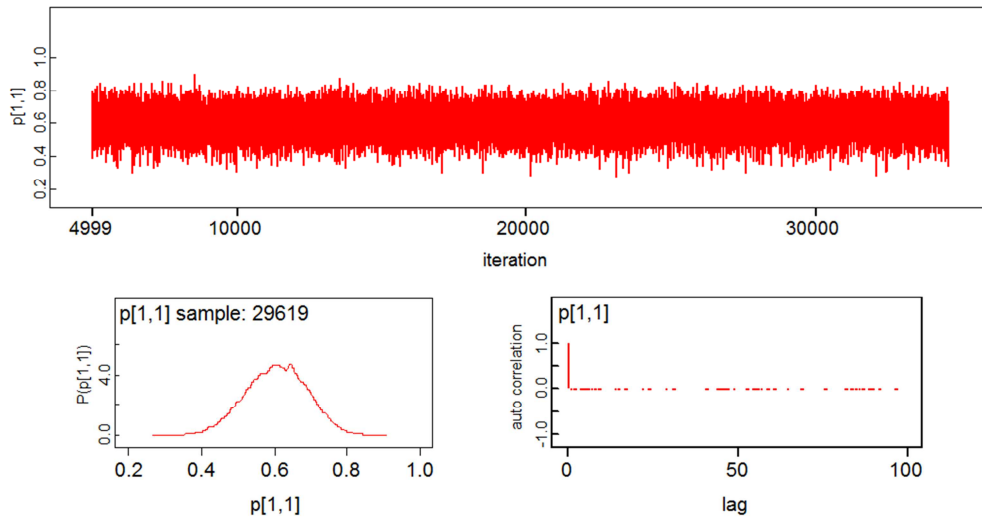 p[1,1]
1.0
0.8
0.6
0.4
0.2
4999 10000 20000 30000
iteration
p[1,1] sample: 29619
P(p[1,1])
4.0
0.0
0.2 0.4 0.6 0.8 1.0
p[1,1]
p[1,1]
auto correlation
1.0
0.0
-1.0
0 50 100
lag